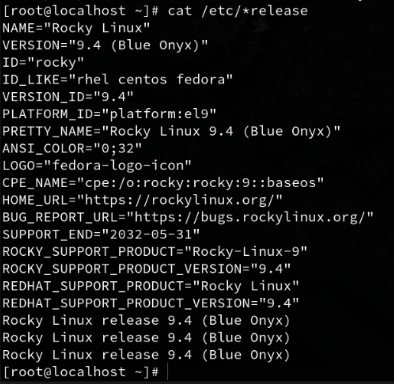 [root@localhost ~]# cat /etc/*release
NAME="Rocky Linux"
VERSION="9.4 (Blue Onyx)"
ID="rocky"
ID_LIKE="rhel centos fedora"
VERSION_ID="9.4"
PLATFORM_ID="platform:el9"
PRETTY_NAME="Rocky Linux 9.4 (Blue Onyx)"
ANSI_COLOR="0;32"
LOGO="fedora-logo-icon"
CPE_NAME="cpe:/o:rocky:rocky:9::baseos"
HOME_URL="https://rockylinux.org/"
BUG_REPORT_URL="https://bugs.rockylinux.org/"
SUPPORT_END="2032-05-31"
ROCKY_SUPPORT_PRODUCT="Rocky-Linux-9"
ROCKY_SUPPORT_PRODUCT_VERSION="9.4"
REDHAT_SUPPORT_PRODUCT="Rocky Linux"
REDHAT_SUPPORT_PRODUCT_VERSION="9.4"
Rocky Linux release 9.4 (Blue Onyx)
Rocky Linux release 9.4 (Blue Onyx)
Rocky Linux release 9.4 (Blue Onyx)
[root@localhost ~]#